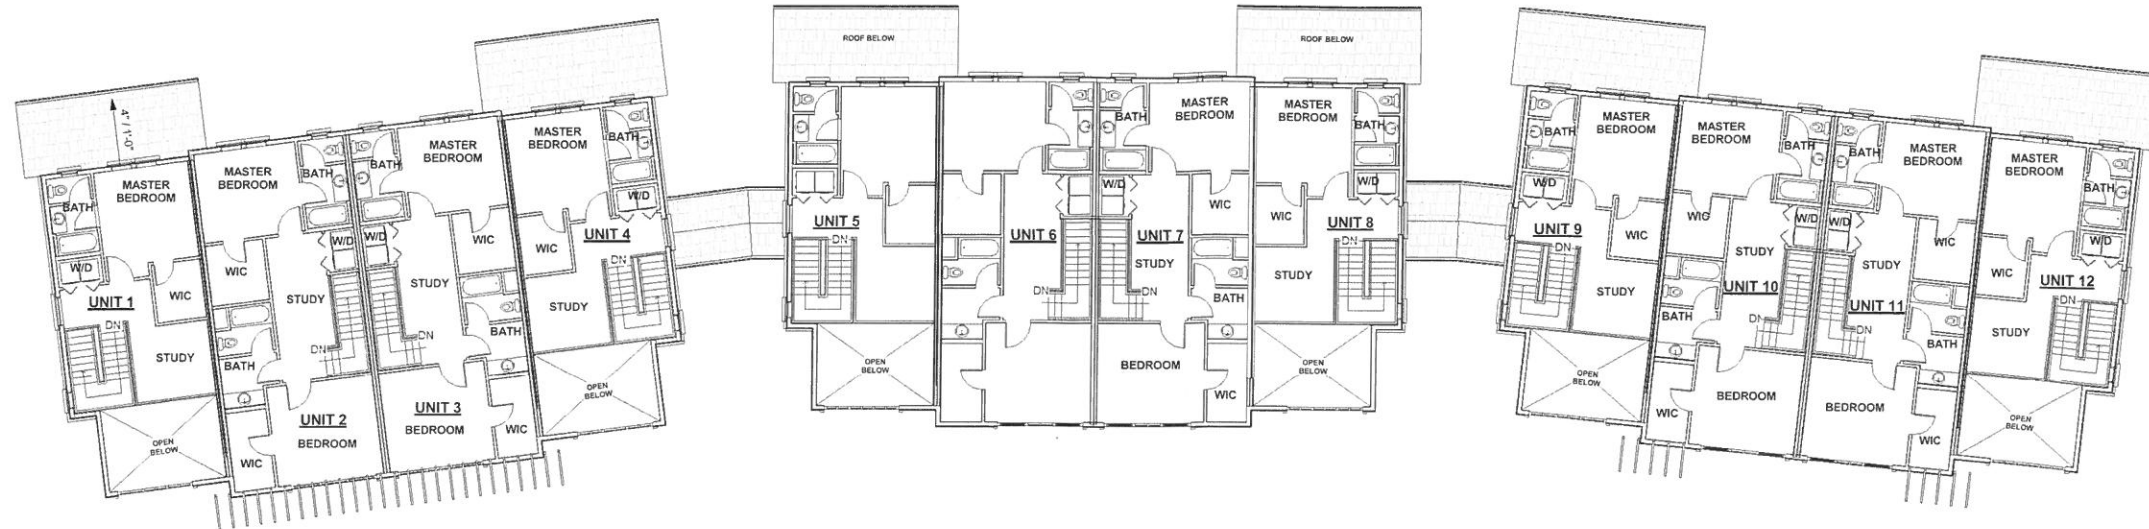 4" / 1'-0"
MASTER
BEDROOM
BATH
W/D
WIC
UNIT 1
DN
STUDY
OPEN
BELOW
MASTER
BEDROOM
BATH
W/D
WIC
STUDY
DN
BATH
UNIT 2
BEDROOM
WIC
BATH
MASTER
BEDROOM
W/D
WIC
STUDY
DN
BATH
UNIT 3
BEDROOM
WIC
MASTER
BEDROOM
BATH
W/D
WIC
UNIT 4
DN
STUDY
OPEN
BELOW
ROOF BELOW
UNIT 5
DN
OPEN
BELOW
UNIT 6
DN
MASTER
BEDROOM
BATH
W/D
WIC
UNIT 7
STUDY
DN
BATH
BEDROOM
WIC
ROOF BELOW
MASTER
BEDROOM
BATH
W/D
WIC
UNIT 8
DN
STUDY
OPEN
BELOW
MASTER
BEDROOM
BATH
W/D
UNIT 9
WIC
DN
STUDY
OPEN
BELOW
MASTER
BEDROOM
BATH
WIC
W/D
STUDY
UNIT 10
BATH
DN
BEDROOM
WIC
MASTER
BEDROOM
BATH
W/D
WIC
STUDY
UNIT 11
DN
BATH
BEDROOM
WIC
MASTER
BEDROOM
BATH
W/D
WIC
UNIT 12
DN
STUDY
OPEN
BELOW